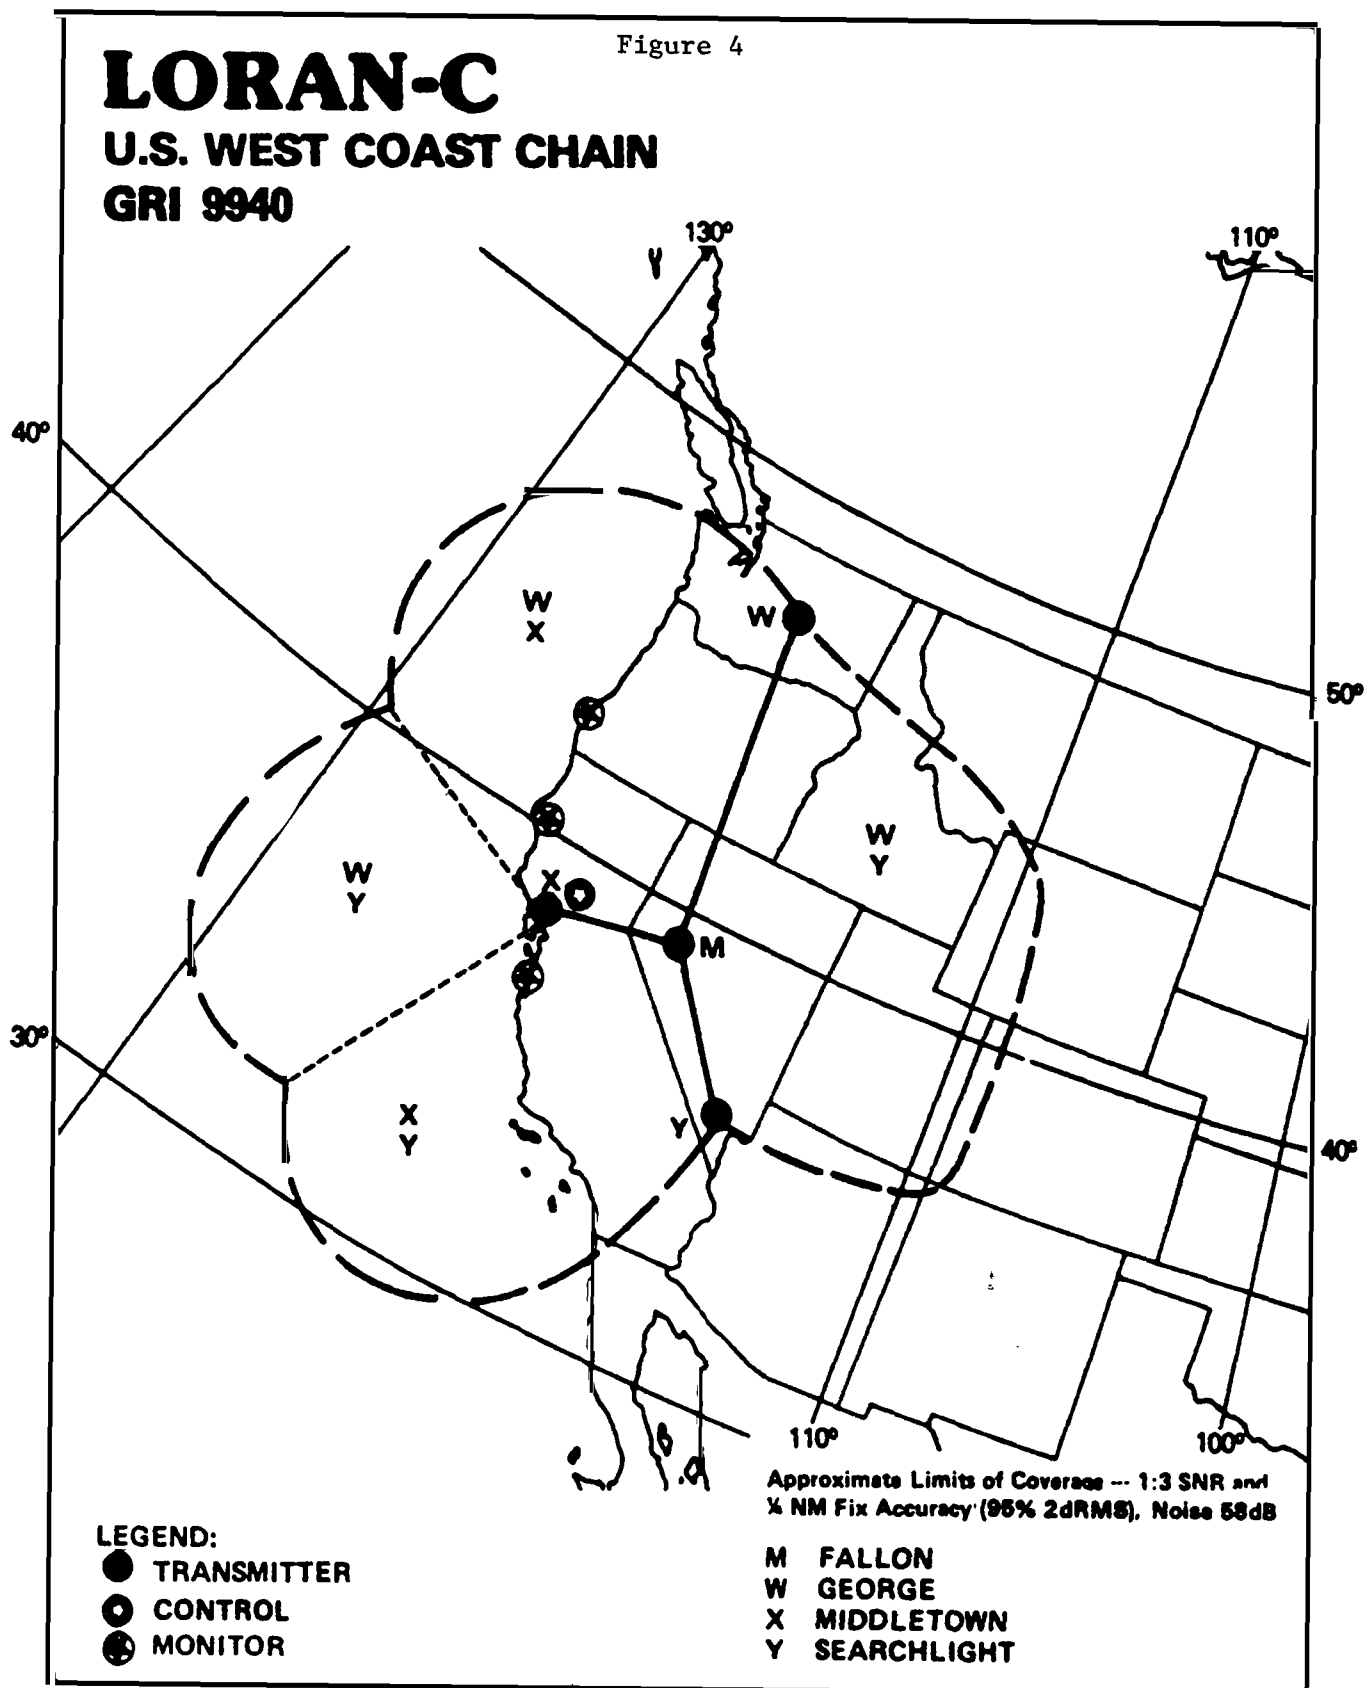 Figure 4
LORAN-C
U.S. WEST COAST CHAIN
GRI 9940
130°
110°
40°
W
X
W
50°
W
Y
W
Y
X
M
30°
X
Y
Y
40°
110°
100°
Approximate Limits of Coverage --- 1:3 SNR and
¼ NM Fix Accuracy (95% 2dRMS), Noise 58dB
LEGEND:
TRANSMITTER
CONTROL
MONITOR
M FALLON
W GEORGE
X MIDDLETOWN
Y SEARCHLIGHT